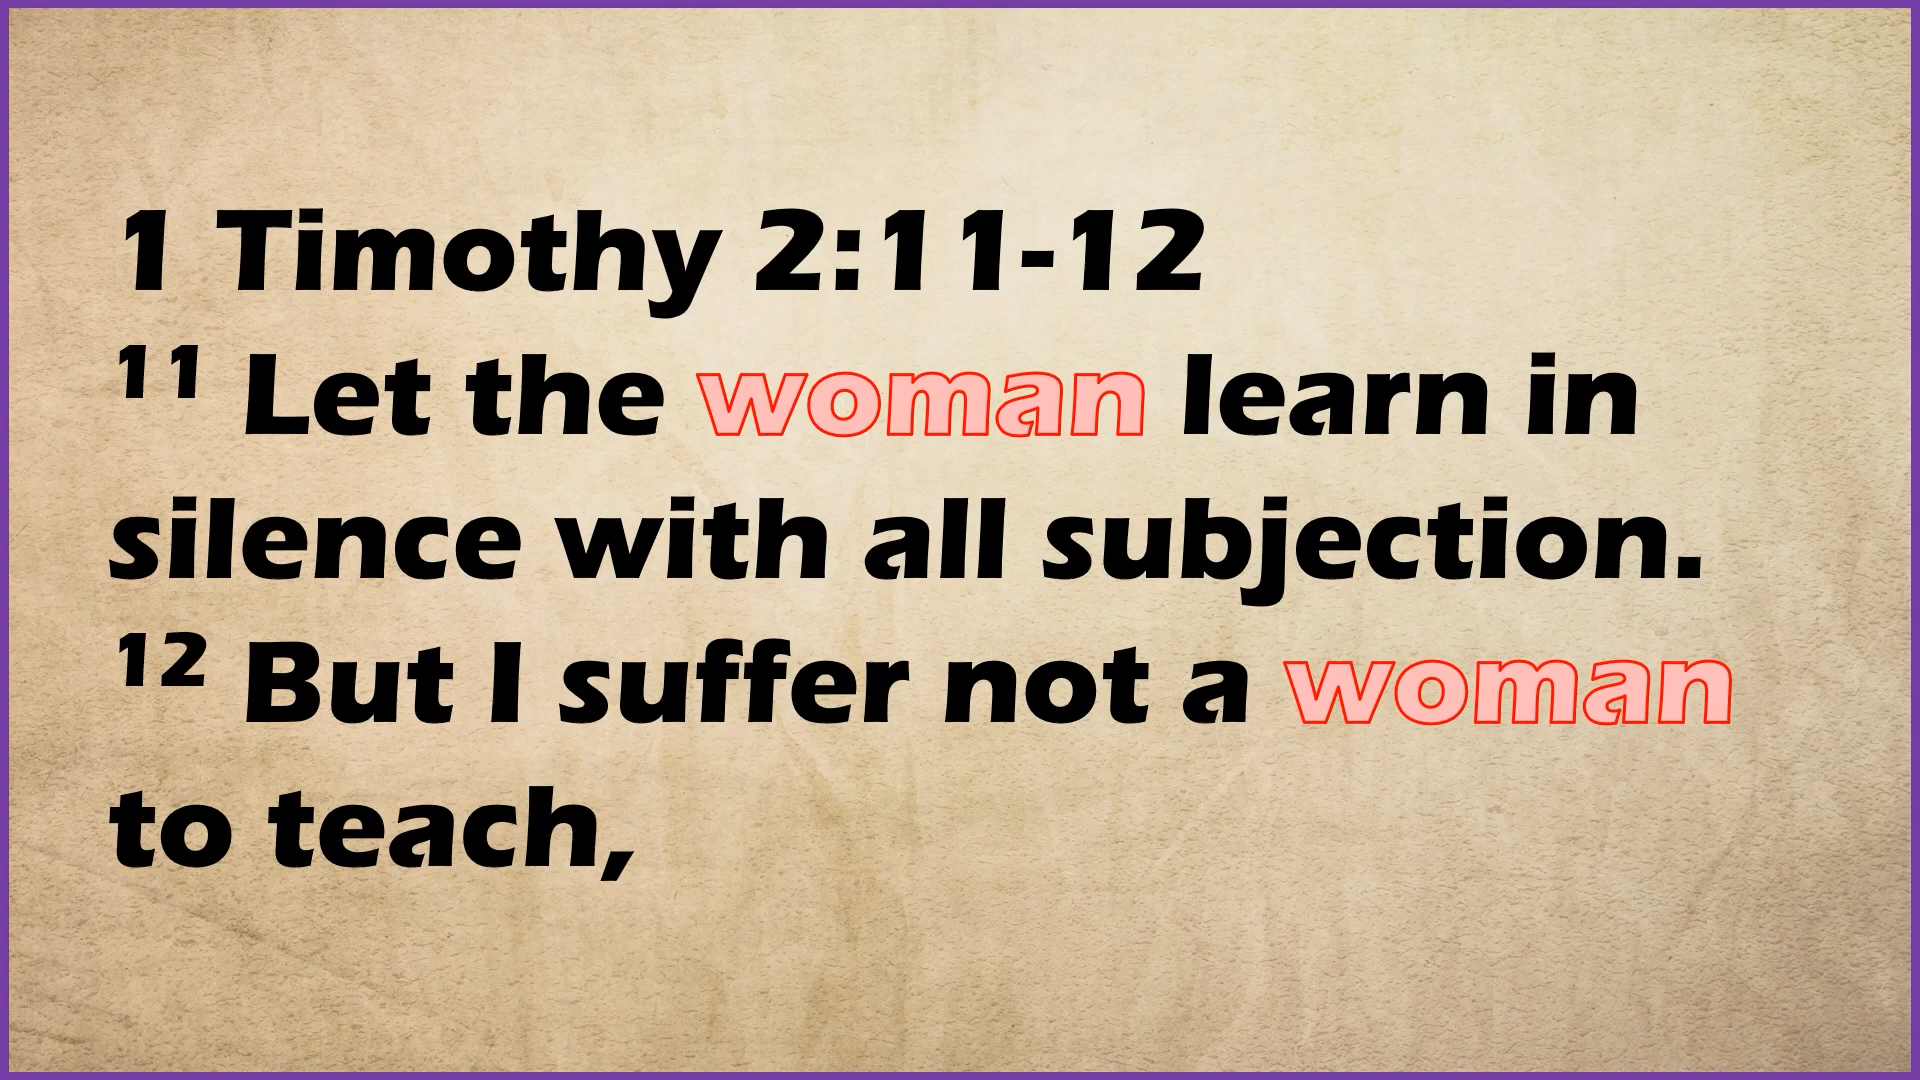 1 Timothy 2:11-12
11 Let the woman learn in
silence with all subjection.
12 But I suffer not a woman
to teach,